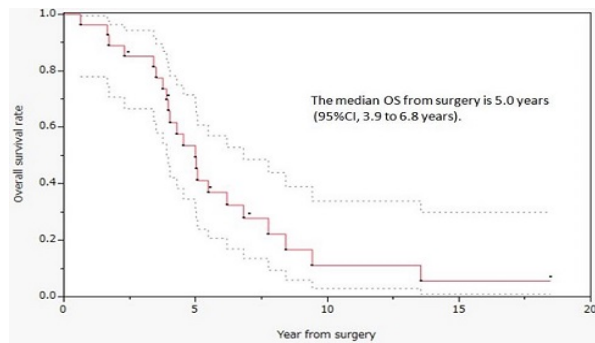 1.0
0.8
0.6
0.4
0.2
0.0
Overall survival rate
The median OS from surgery is 5.0 years
(95%CI, 3.9 to 6.8 years).
0
5
10
15
20
Year from surgery